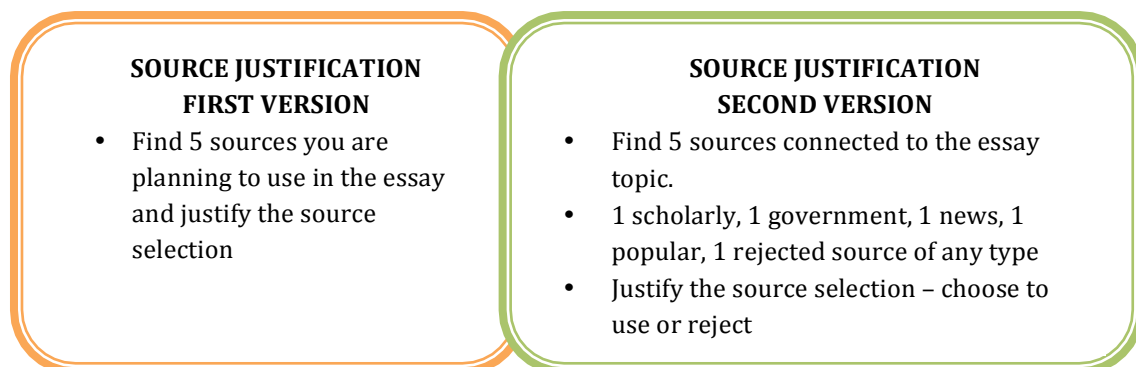 SOURCE JUSTIFICATION
FIRST VERSION
• Find 5 sources you are
planning to use in the essay
and justify the source
selection
SOURCE JUSTIFICATION
SECOND VERSION
• Find 5 sources connected to the essay
topic.
• 1 scholarly, 1 government, 1 news, 1
popular, 1 rejected source of any type
• Justify the source selection – choose to
use or reject